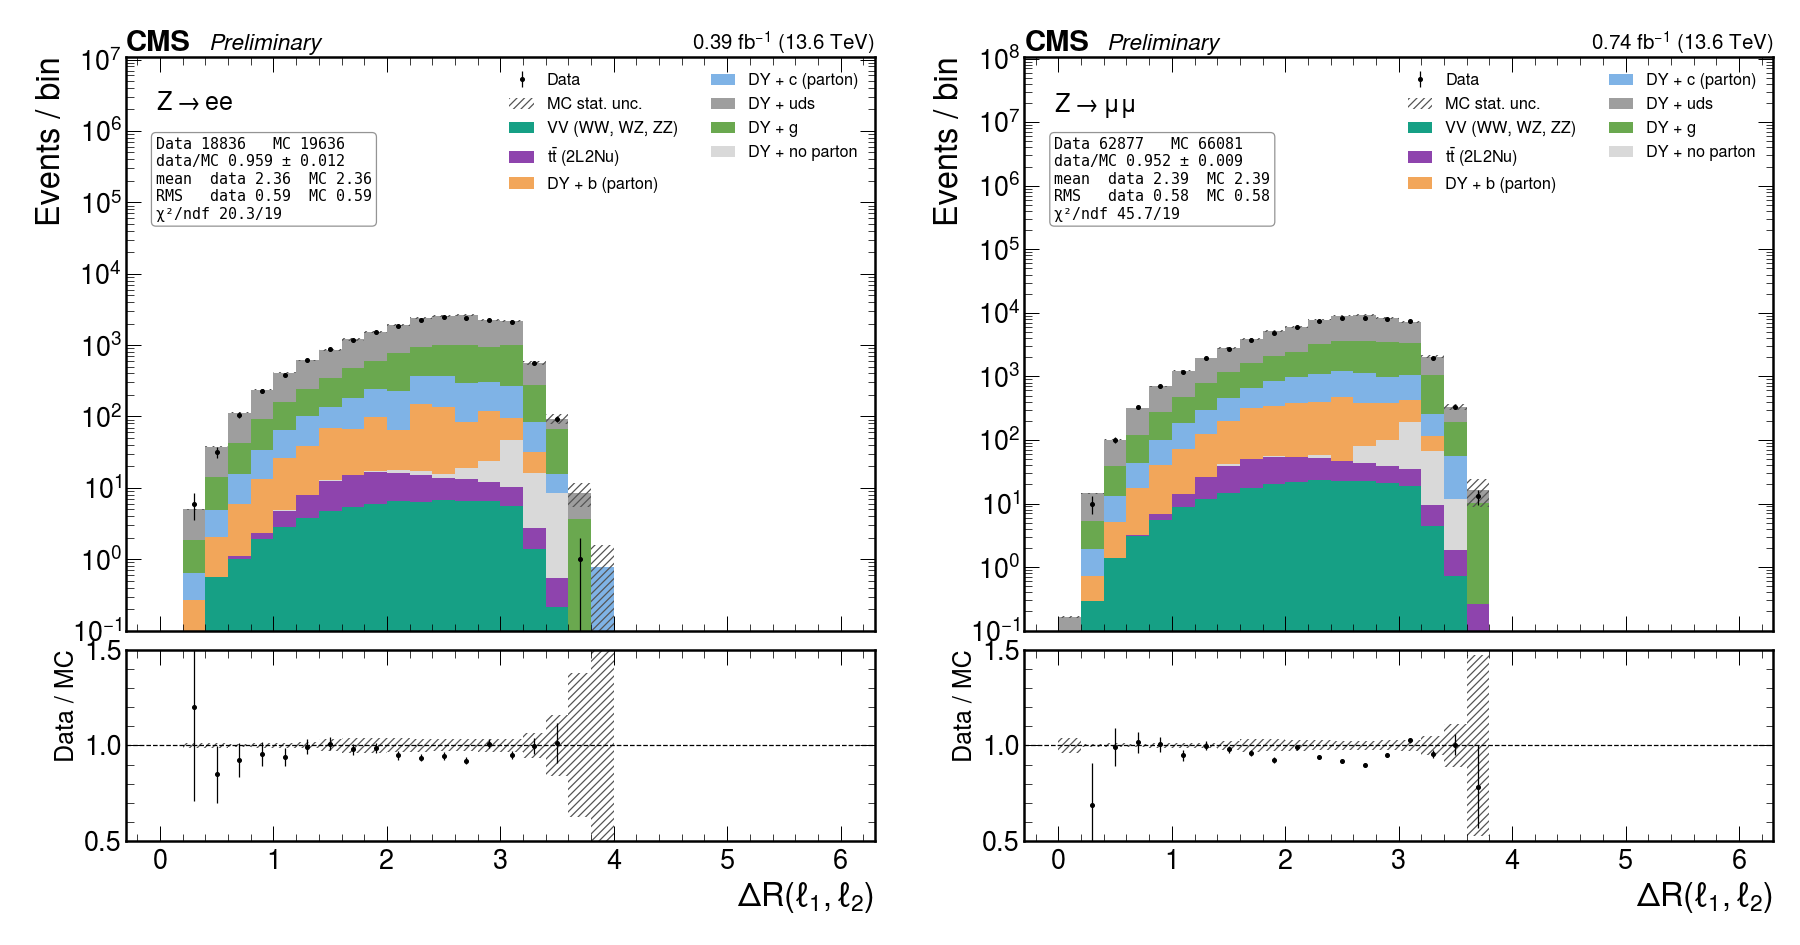 CMS Preliminary 0.39 fb⁻¹ (13.6 TeV)
Events / bin
10⁷
10⁶
10⁵
10⁴
10³
10²
10¹
10⁰
10⁻¹
Z → ee
Data 18836 MC 19636
data/MC 0.959 ± 0.012
mean data 2.36 MC 2.36
RMS data 0.59 MC 0.59
χ²/ndf 20.3/19
Data
MC stat. unc.
VV (WW, WZ, ZZ)
tt̄ (2L2Nu)
DY + b (parton)
DY + c (parton)
DY + uds
DY + g
DY + no parton
Data / MC
1.5
1.0
0.5
0 1 2 3 4 5 6
ΔR(ℓ₁, ℓ₂)
CMS Preliminary 0.74 fb⁻¹ (13.6 TeV)
Events / bin
10⁸
10⁷
10⁶
10⁵
10⁴
10³
10²
10¹
10⁰
10⁻¹
Z → μμ
Data 62877 MC 66081
data/MC 0.952 ± 0.009
mean data 2.39 MC 2.39
RMS data 0.58 MC 0.58
χ²/ndf 45.7/19
Data
MC stat. unc.
VV (WW, WZ, ZZ)
tt̄ (2L2Nu)
DY + b (parton)
DY + c (parton)
DY + uds
DY + g
DY + no parton
Data / MC
1.5
1.0
0.5
0 1 2 3 4 5 6
ΔR(ℓ₁, ℓ₂)